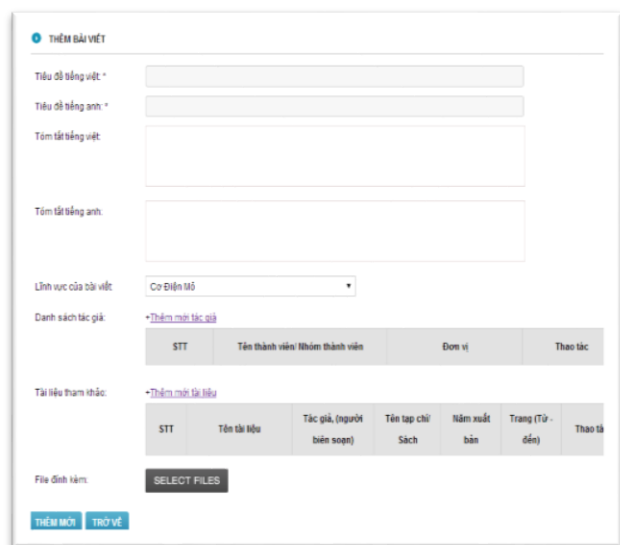 THÊM BÀI VIẾT
Tiêu đề tiếng việt: *
Tiêu đề tiếng anh: *
Tóm tắt tiếng việt:
Tóm tắt tiếng anh:
Lĩnh vực của bài viết: Cơ Điện Mỏ
Danh sách tác giả: +Thêm mới tác giả
STT Tên thành viên/ Nhóm thành viên Đơn vị Thao tác
Tài liệu tham khảo: +Thêm mới tài liệu
STT Tên tài liệu Tác giả, (người biên soạn) Tên tạp chí/ Sách Năm xuất bản Trang (Từ - đến) Thao tá
File đính kèm: SELECT FILES
THÊM MỚI TRỞ VỀ